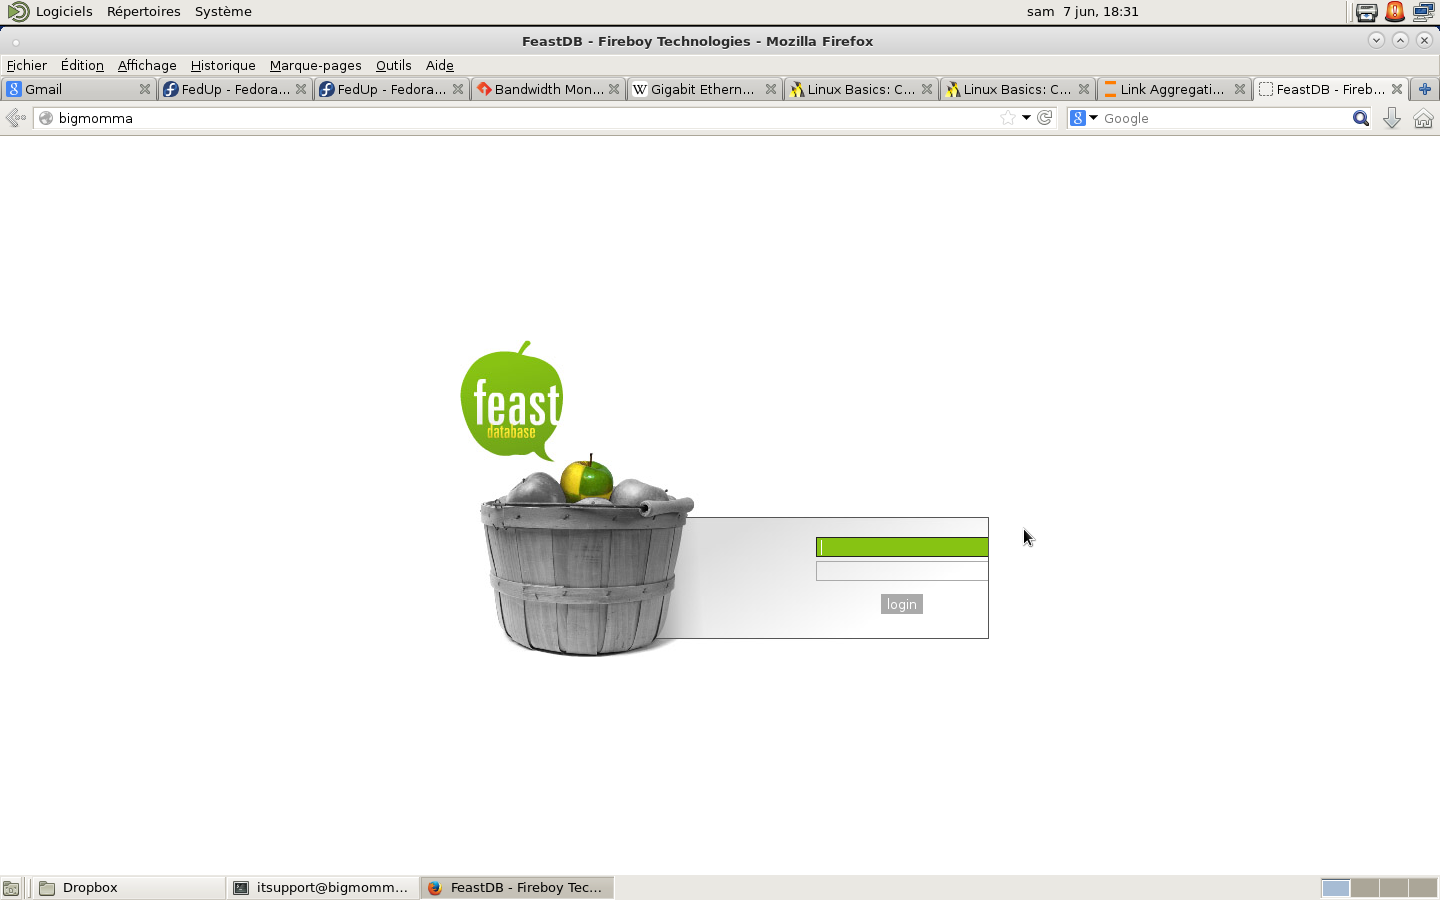 Logiciels Répertoires Système sam 7 jun, 18:31
FeastDB - Fireboy Technologies - Mozilla Firefox
Fichier Édition Affichage Historique Marque-pages Outils Aide
Gmail FedUp - Fedora... FedUp - Fedora... Bandwidth Mon... Gigabit Ethern... Linux Basics: C... Linux Basics: C... Link Aggregati... FeastDB - Fireb...
bigmomma Google
feast
database
login
Dropbox itsupport@bigmomm... FeastDB - Fireboy Tec...